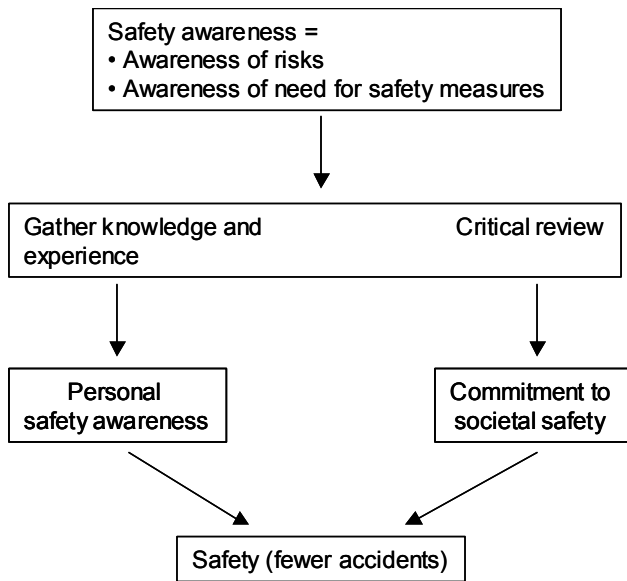 Safety awareness =
• Awareness of risks
• Awareness of need for safety measures
Gather knowledge and
experience
Critical review
Personal
safety awareness
Commitment to
societal safety
Safety (fewer accidents)